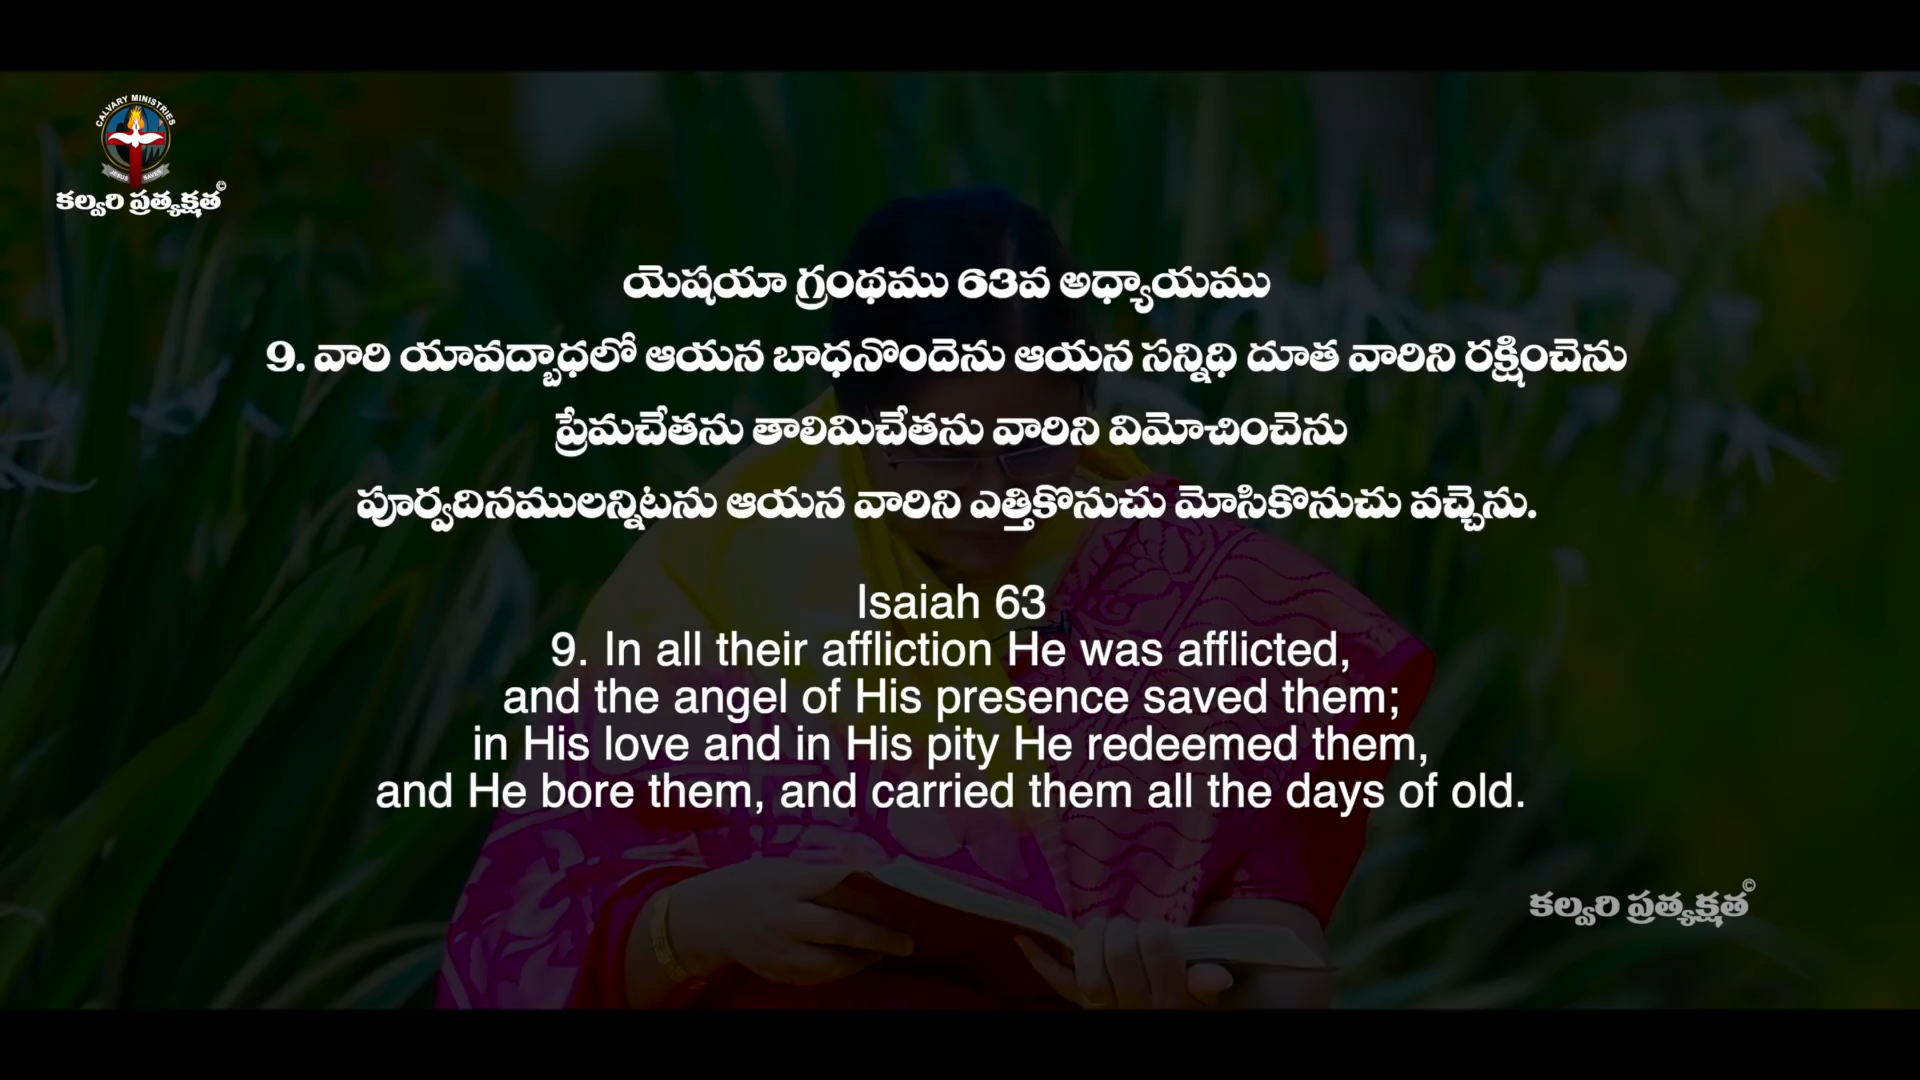 CALVARY MINISTRIES
JESUS SAVES
కల్వరి ప్రత్యక్షత©
యెషయా గ్రంథము 63వ అధ్యాయము
9. వారి యావద్బాధలో ఆయన బాధనొందెను ఆయన సన్నిధి దూత వారిని రక్షించెను
ప్రేమచేతను తాలిమిచేతను వారిని విమోచించెను
పూర్వదినములన్నిటను ఆయన వారిని ఎత్తికొనుచు మోసికొనుచు వచ్చెను.
Isaiah 63
9. In all their affliction He was afflicted,
and the angel of His presence saved them;
in His love and in His pity He redeemed them,
and He bore them, and carried them all the days of old.
కల్వరి ప్రత్యక్షత©